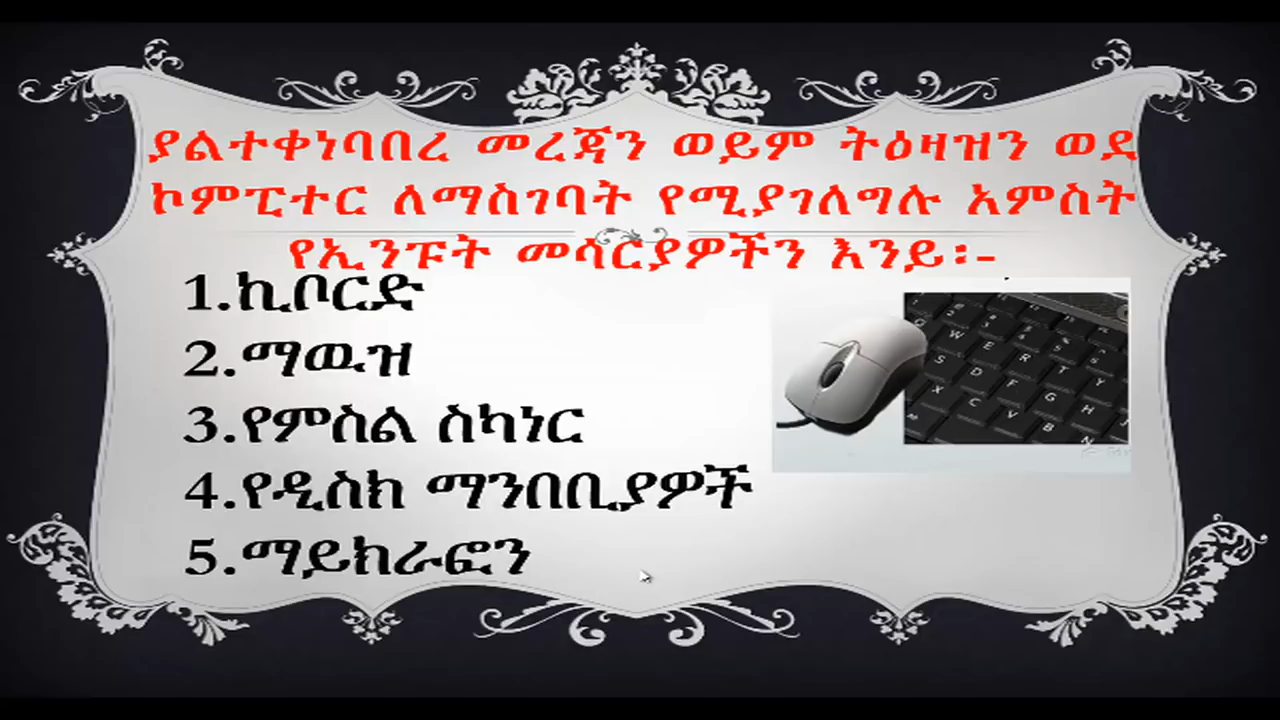 ያልተቀነባበረ መረጃን ወይም ትዕዛዝን ወደ
ኮምፒተር ለማስገባት የሚያገለግሉ አምስት
የኢንፑት መሳርያዎችን እንይ፡-
1.ኪቦርድ
2.ማዉዝ
3.የምስል ስካነር
4.የዲስክ ማንበቢያዎች
5.ማይክራፎን